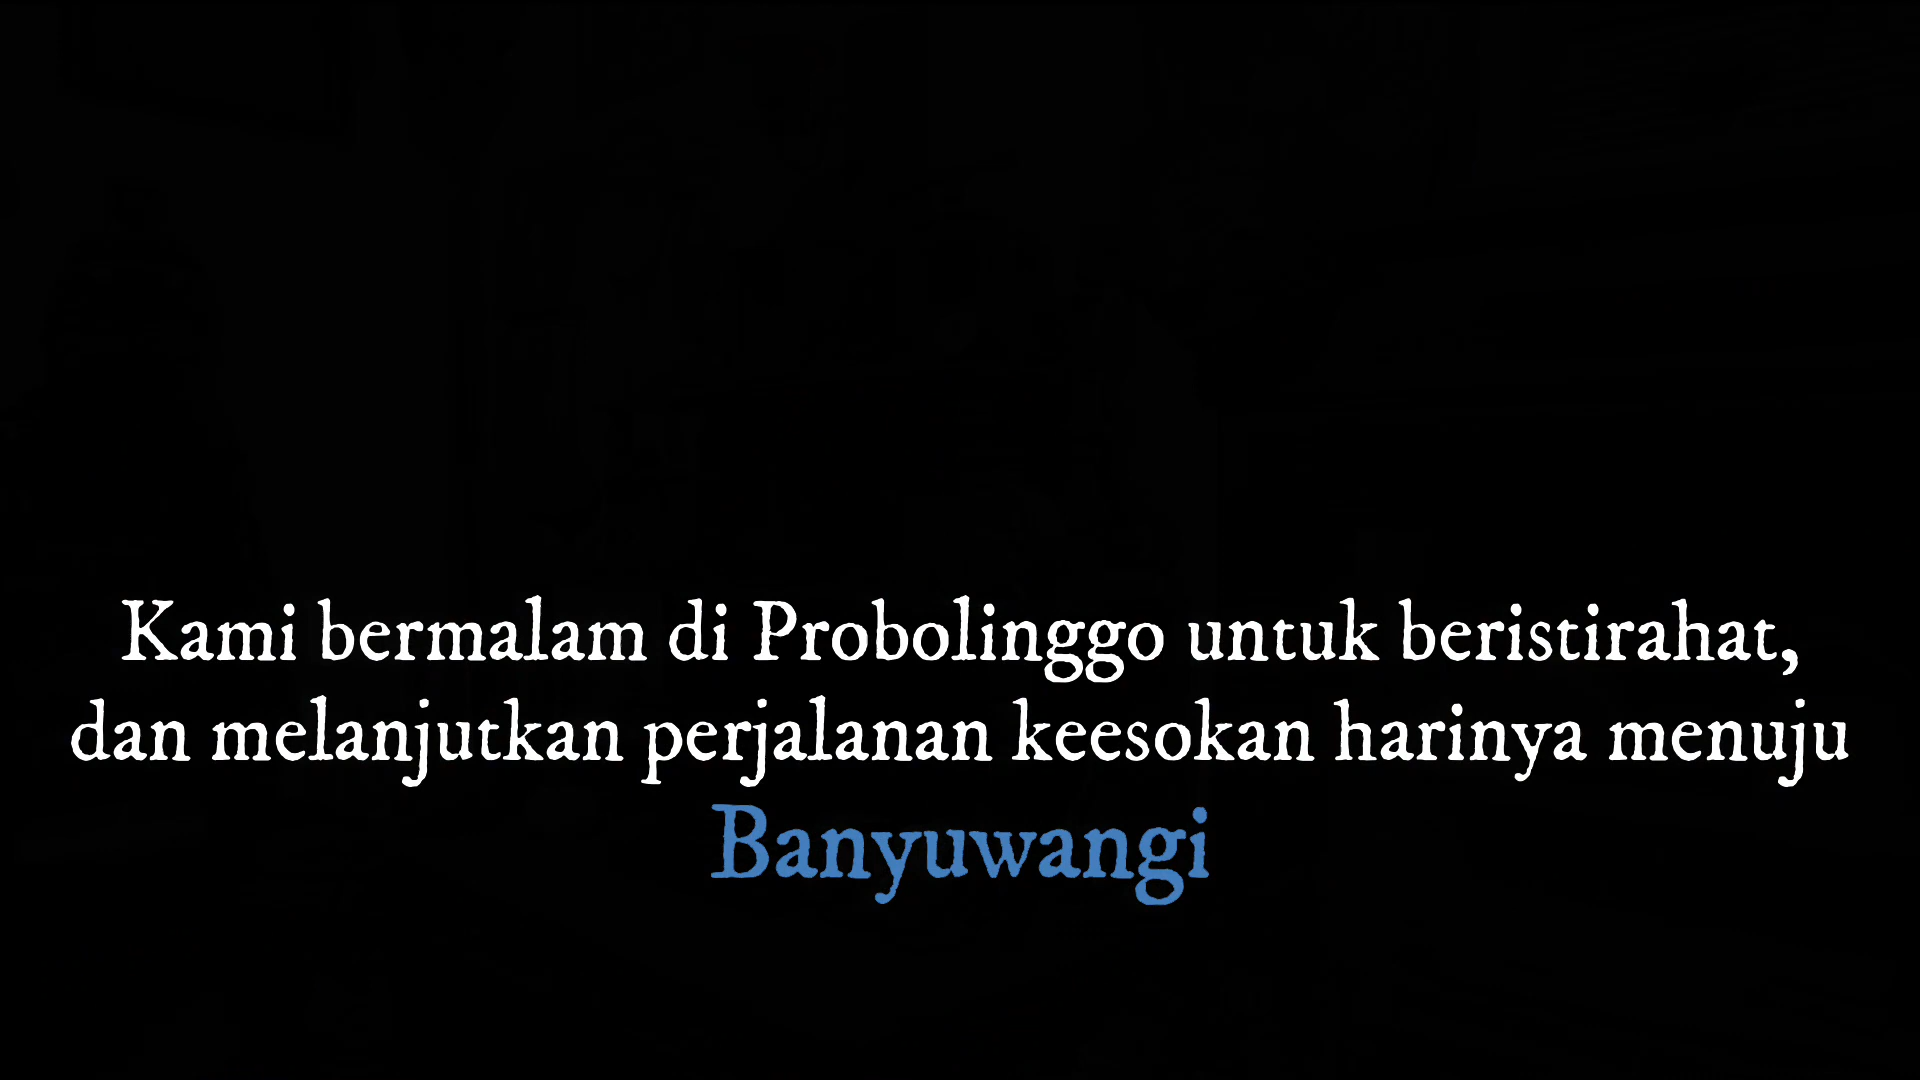 Kami bermalam di Probolinggo untuk beristirahat,
dan melanjutkan perjalanan keesokan harinya menuju
Banyuwangi